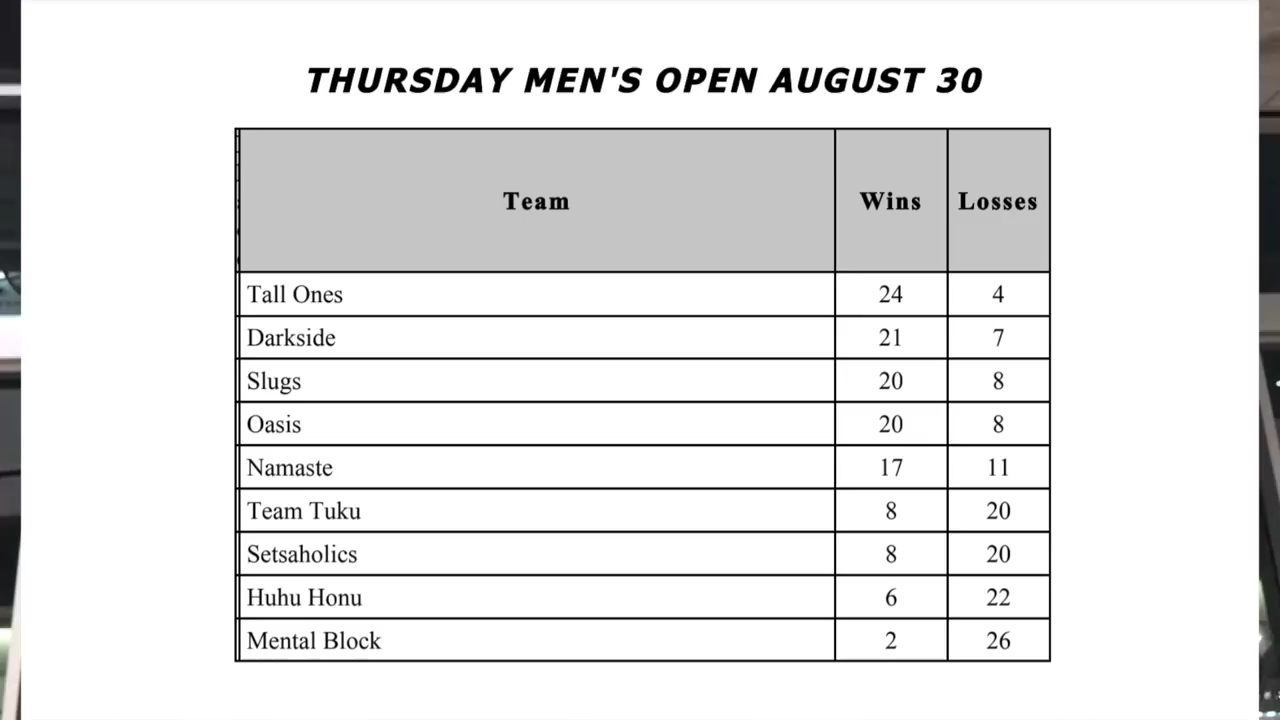 THURSDAY MEN'S OPEN AUGUST 30
Team Wins Losses
Tall Ones 24 4
Darkside 21 7
Slugs 20 8
Oasis 20 8
Namaste 17 11
Team Tuku 8 20
Setsaholics 8 20
Huhu Honu 6 22
Mental Block 2 26